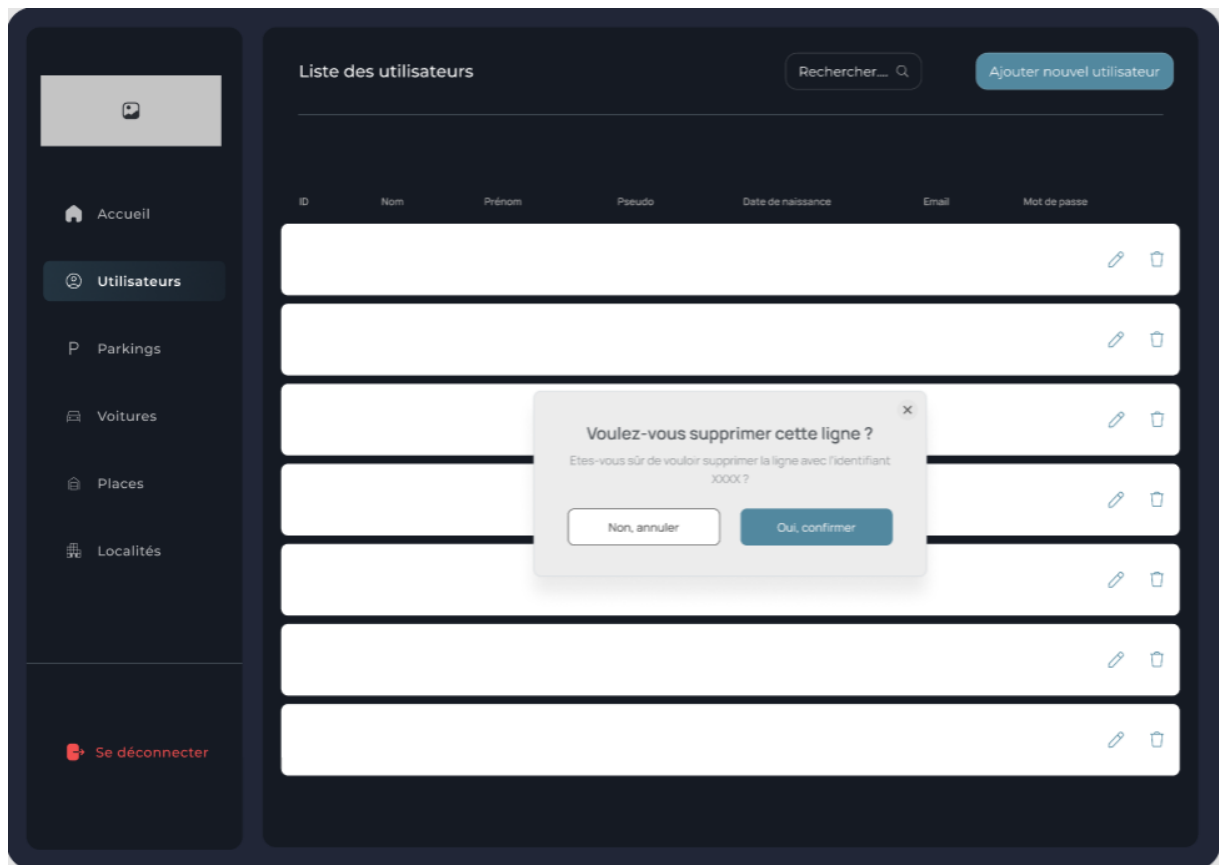 Liste des utilisateurs
Rechercher.... 
Ajouter nouvel utilisateur
Accueil
Utilisateurs
P Parkings
Voitures
Places
Localités
Se déconnecter
ID Nom Prénom Pseudo Date de naissance Email Mot de passe
Voulez-vous supprimer cette ligne ?
Etes-vous sûr de vouloir supprimer la ligne avec l'identifiant
XXXX ?
Non, annuler
Oui, confirmer